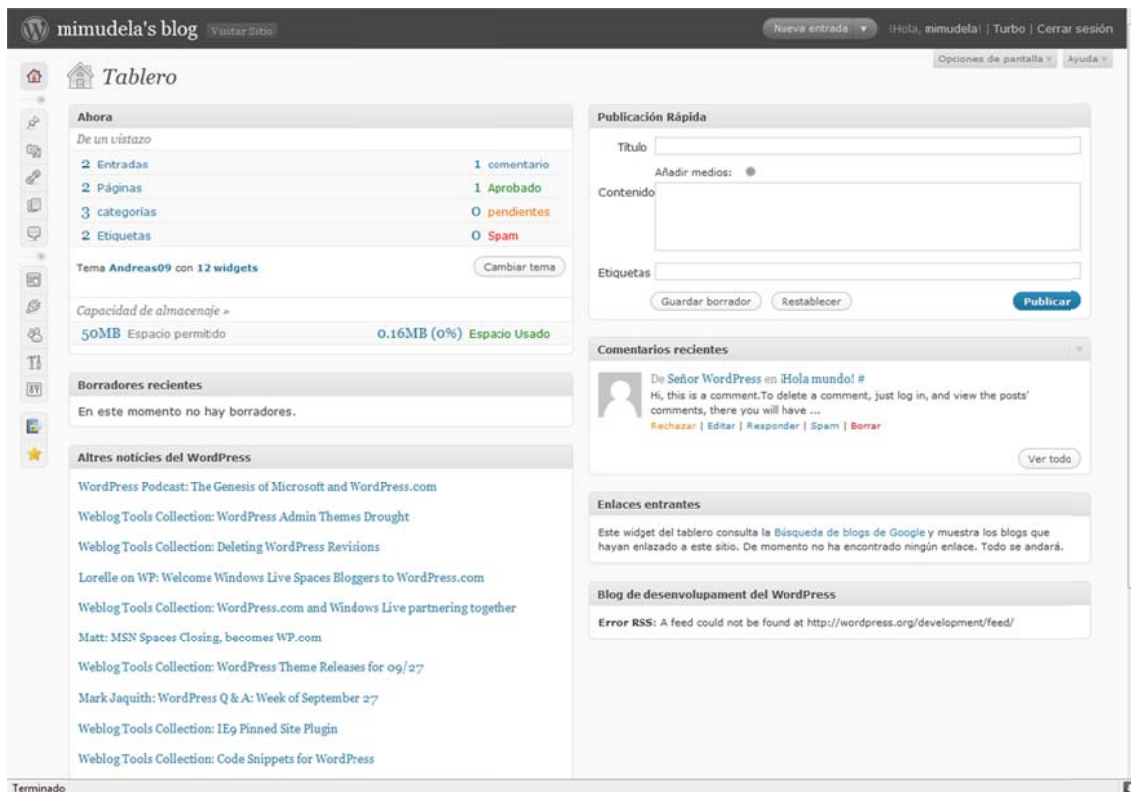 mimudela's blog Visitar Sitio
Nueva entrada
¡Hola, mimudela! | Turbo | Cerrar sesión
Opciones de pantalla
Ayuda
Tablero
Ahora
De un vistazo
2 Entradas
1 comentario
2 Páginas
1 Aprobado
3 categorías
0 pendientes
2 Etiquetas
0 Spam
Tema Andreas09 con 12 widgets
Cambiar tema
Capacidad de almacenaje »
50MB Espacio permitido
0.16MB (0%) Espacio Usado
Borradores recientes
En este momento no hay borradores.
Altres notícies del WordPress
WordPress Podcast: The Genesis of Microsoft and WordPress.com
Weblog Tools Collection: WordPress Admin Themes Drought
Weblog Tools Collection: Deleting WordPress Revisions
Lorelle on WP: Welcome Windows Live Spaces Bloggers to WordPress.com
Weblog Tools Collection: WordPress.com and Windows Live partnering together
Matt: MSN Spaces Closing, becomes WP.com
Weblog Tools Collection: WordPress Theme Releases for 09/27
Mark Jaquith: WordPress Q & A: Week of September 27
Weblog Tools Collection: IE9 Pinned Site Plugin
Weblog Tools Collection: Code Snippets for WordPress
Publicación Rápida
Título
Añadir medios:
Contenido
Etiquetas
Guardar borrador
Restablecer
Publicar
Comentarios recientes
De Señor WordPress en ¡Hola mundo! #
Hi, this is a comment.To delete a comment, just log in, and view the posts'
comments, there you will have ...
Rechazar | Editar | Responder | Spam | Borrar
Ver todo
Enlaces entrantes
Este widget del tablero consulta la Búsqueda de blogs de Google y muestra los blogs que
hayan enlazado a este sitio. De momento no ha encontrado ningún enlace. Todo se andará.
Blog de desenvolupament del WordPress
Error RSS: A feed could not be found at http://wordpress.org/development/feed/
Terminado